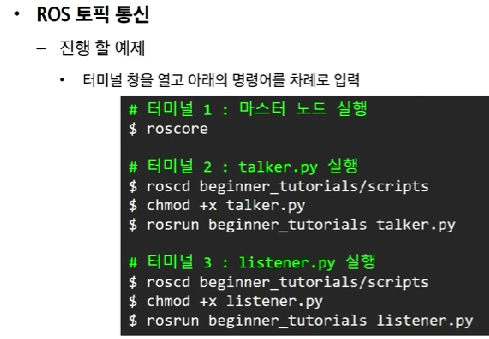 • ROS 토픽 통신
– 진행 할 예제
• 터미널 창을 열고 아래의 명령어를 차례로 입력
# 터미널 1 : 마스터 노드 실행
$ roscore
# 터미널 2 : talker.py 실행
$ roscd beginner_tutorials/scripts
$ chmod +x talker.py
$ rosrun beginner_tutorials talker.py
# 터미널 3 : listener.py 실행
$ roscd beginner_tutorials/scripts
$ chmod +x listener.py
$ rosrun beginner_tutorials listener.py